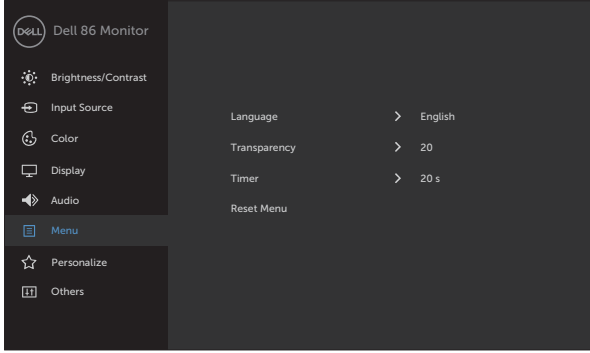 DELL Dell 86 Monitor
Brightness/Contrast
Input Source
Color
Display
Audio
Menu
Personalize
Others
Language > English
Transparency > 20
Timer > 20 s
Reset Menu